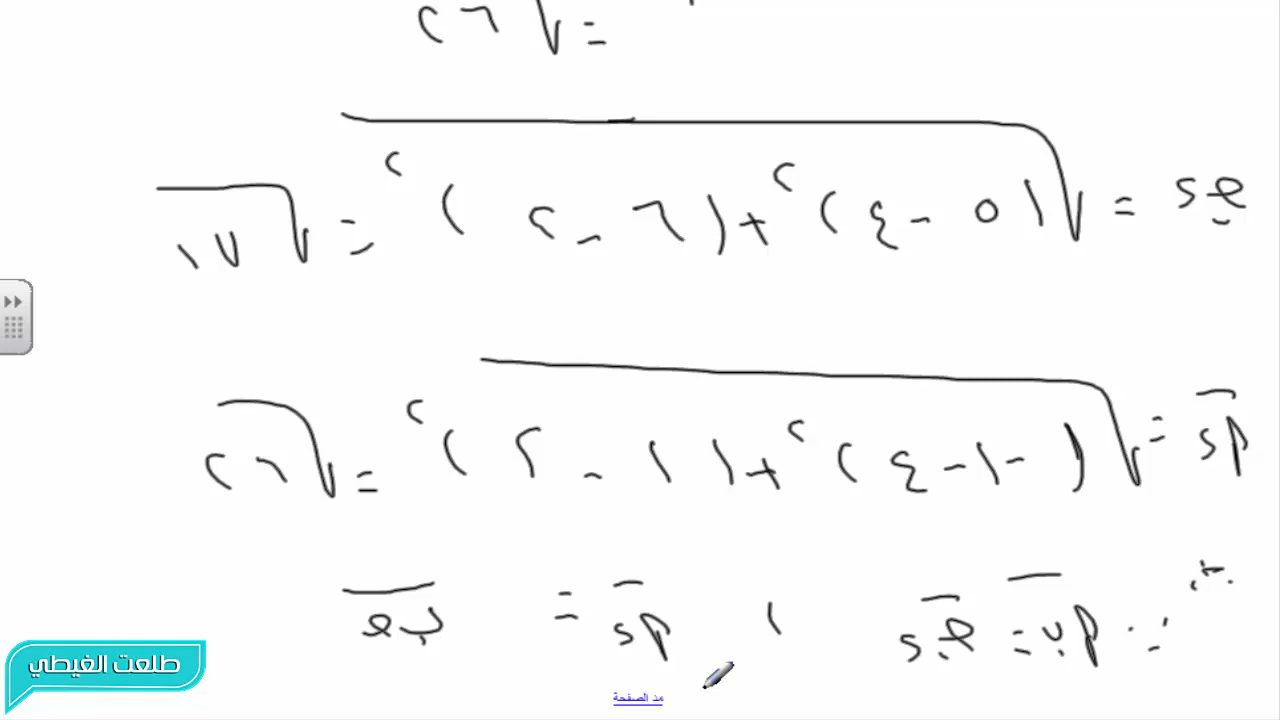 = √٢٦
جـ د = √(٥ - ٤)² + (٦ - ٢)² = √١٧
أ د = √(-١ - ٤)² + (١ - ٢)² = √٢٦
∵ أ ب = جـ د ، أ د = ب جـ
طلعت الغيطي
مد الصفحة